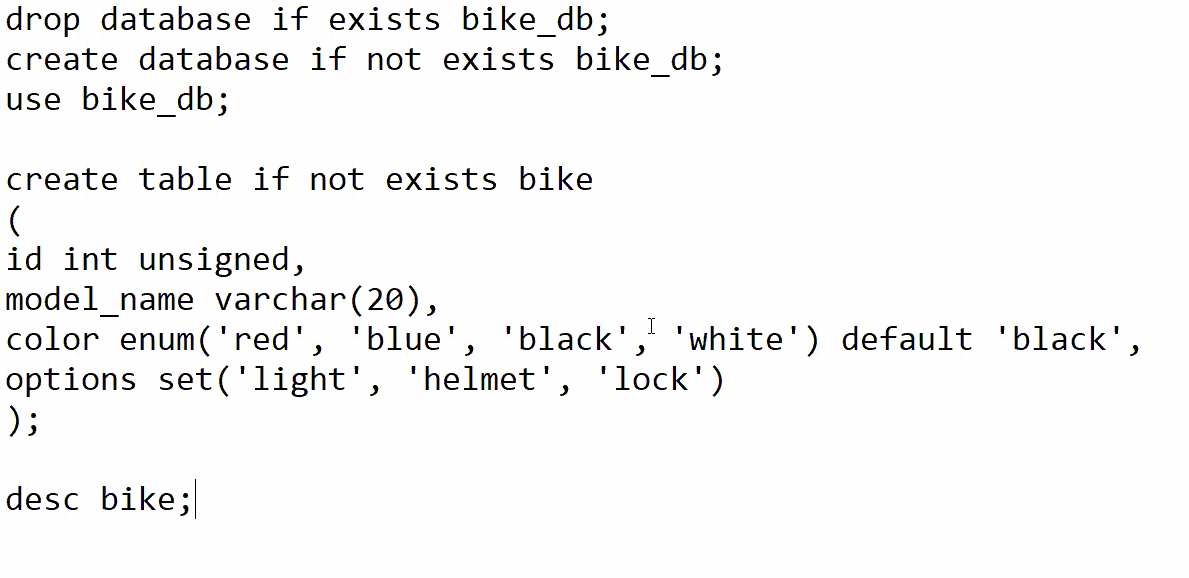 drop database if exists bike_db;
create database if not exists bike_db;
use bike_db;
create table if not exists bike
(
id int unsigned,
model_name varchar(20),
color enum('red', 'blue', 'black', 'white') default 'black',
options set('light', 'helmet', 'lock')
);
desc bike;